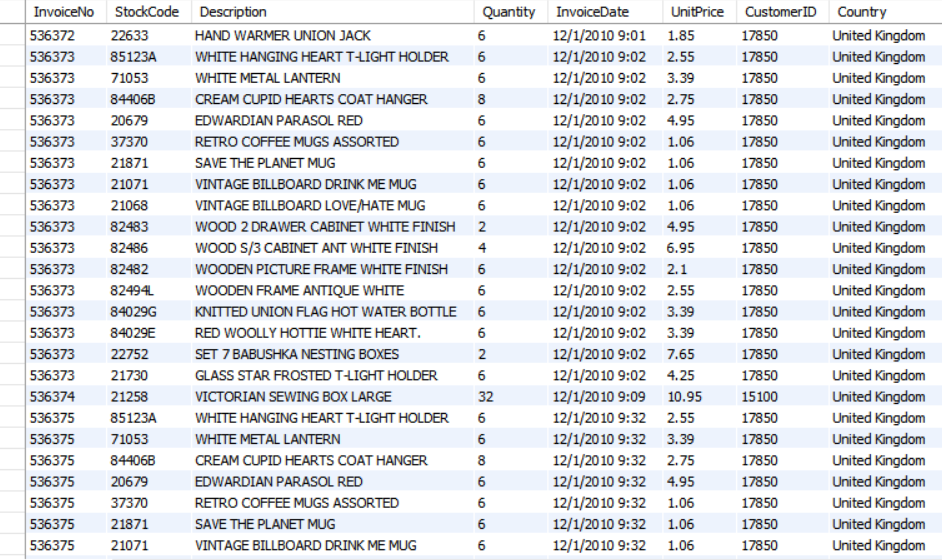 InvoiceNo StockCode Description Quantity InvoiceDate UnitPrice CustomerID Country
536372 22633 HAND WARMER UNION JACK 6 12/1/2010 9:01 1.85 17850 United Kingdom
536373 85123A WHITE HANGING HEART T-LIGHT HOLDER 6 12/1/2010 9:02 2.55 17850 United Kingdom
536373 71053 WHITE METAL LANTERN 6 12/1/2010 9:02 3.39 17850 United Kingdom
536373 84406B CREAM CUPID HEARTS COAT HANGER 8 12/1/2010 9:02 2.75 17850 United Kingdom
536373 20679 EDWARDIAN PARASOL RED 6 12/1/2010 9:02 4.95 17850 United Kingdom
536373 37370 RETRO COFFEE MUGS ASSORTED 6 12/1/2010 9:02 1.06 17850 United Kingdom
536373 21871 SAVE THE PLANET MUG 6 12/1/2010 9:02 1.06 17850 United Kingdom
536373 21071 VINTAGE BILLBOARD DRINK ME MUG 6 12/1/2010 9:02 1.06 17850 United Kingdom
536373 21068 VINTAGE BILLBOARD LOVE/HATE MUG 6 12/1/2010 9:02 1.06 17850 United Kingdom
536373 82483 WOOD 2 DRAWER CABINET WHITE FINISH 2 12/1/2010 9:02 4.95 17850 United Kingdom
536373 82486 WOOD S/3 CABINET ANT WHITE FINISH 4 12/1/2010 9:02 6.95 17850 United Kingdom
536373 82482 WOODEN PICTURE FRAME WHITE FINISH 6 12/1/2010 9:02 2.1 17850 United Kingdom
536373 82494L WOODEN FRAME ANTIQUE WHITE 6 12/1/2010 9:02 2.55 17850 United Kingdom
536373 84029G KNITTED UNION FLAG HOT WATER BOTTLE 6 12/1/2010 9:02 3.39 17850 United Kingdom
536373 84029E RED WOOLLY HOTTIE WHITE HEART. 6 12/1/2010 9:02 3.39 17850 United Kingdom
536373 22752 SET 7 BABUSHKA NESTING BOXES 2 12/1/2010 9:02 7.65 17850 United Kingdom
536373 21730 GLASS STAR FROSTED T-LIGHT HOLDER 6 12/1/2010 9:02 4.25 17850 United Kingdom
536374 21258 VICTORIAN SEWING BOX LARGE 32 12/1/2010 9:09 10.95 15100 United Kingdom
536375 85123A WHITE HANGING HEART T-LIGHT HOLDER 6 12/1/2010 9:32 2.55 17850 United Kingdom
536375 71053 WHITE METAL LANTERN 6 12/1/2010 9:32 3.39 17850 United Kingdom
536375 84406B CREAM CUPID HEARTS COAT HANGER 8 12/1/2010 9:32 2.75 17850 United Kingdom
536375 20679 EDWARDIAN PARASOL RED 6 12/1/2010 9:32 4.95 17850 United Kingdom
536375 37370 RETRO COFFEE MUGS ASSORTED 6 12/1/2010 9:32 1.06 17850 United Kingdom
536375 21871 SAVE THE PLANET MUG 6 12/1/2010 9:32 1.06 17850 United Kingdom
536375 21071 VINTAGE BILLBOARD DRINK ME MUG 6 12/1/2010 9:32 1.06 17850 United Kingdom